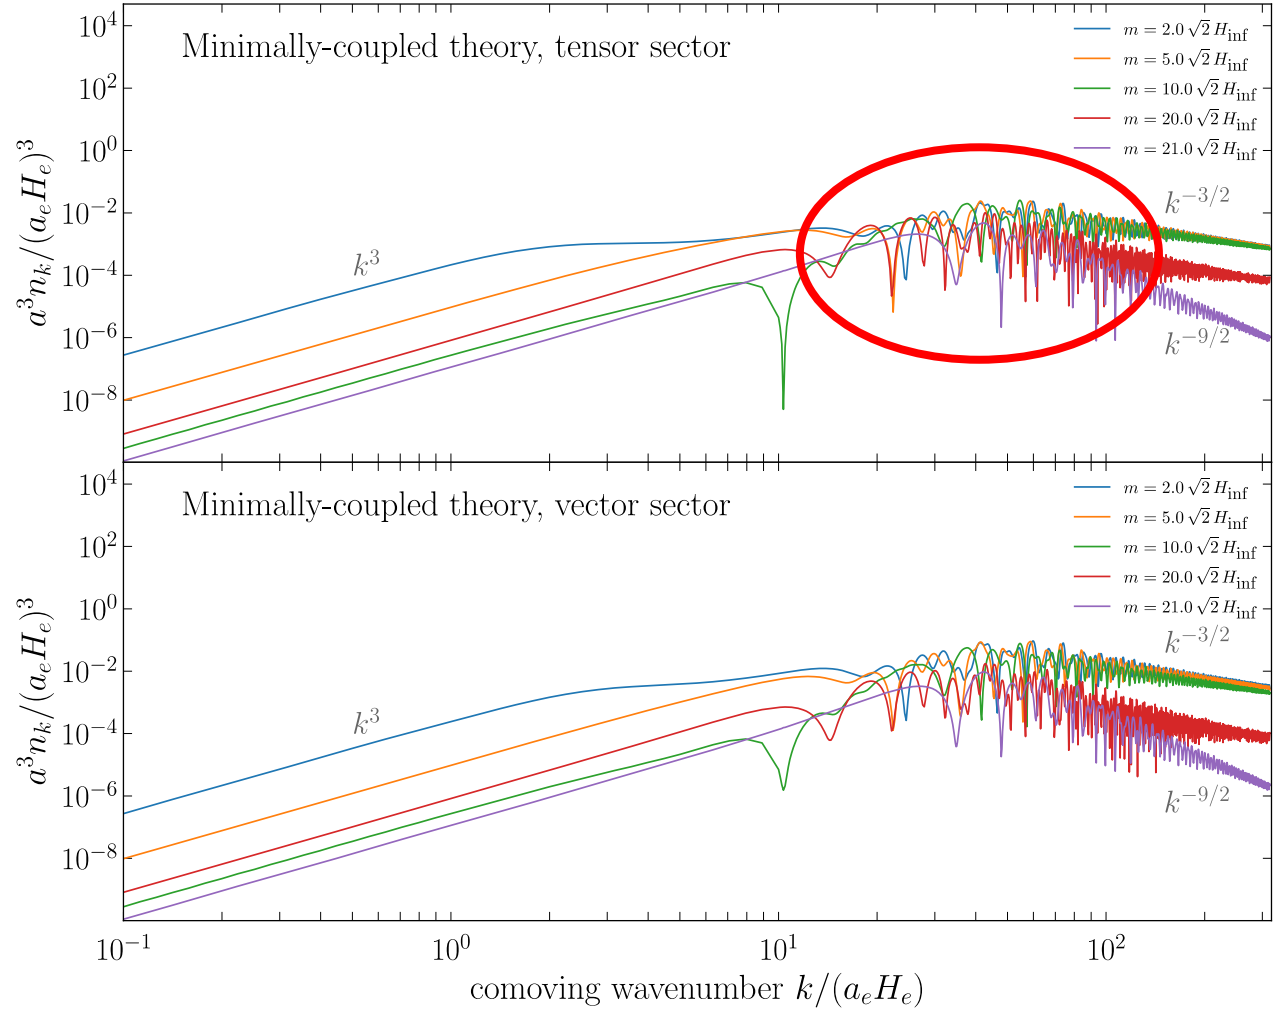 Minimally-coupled theory, tensor sector
m = 2.0 √2 H_inf
m = 5.0 √2 H_inf
m = 10.0 √2 H_inf
m = 20.0 √2 H_inf
m = 21.0 √2 H_inf
10^4
10^2
10^0
10^−2
10^−4
10^−6
10^−8
a^3 n_k/(a_e H_e)^3
k^3
k^−3/2
k^−9/2
Minimally-coupled theory, vector sector
m = 2.0 √2 H_inf
m = 5.0 √2 H_inf
m = 10.0 √2 H_inf
m = 20.0 √2 H_inf
m = 21.0 √2 H_inf
10^4
10^2
10^0
10^−2
10^−4
10^−6
10^−8
a^3 n_k/(a_e H_e)^3
k^3
k^−3/2
k^−9/2
10^−1 10^0 10^1 10^2
comoving wavenumber k/(a_e H_e)